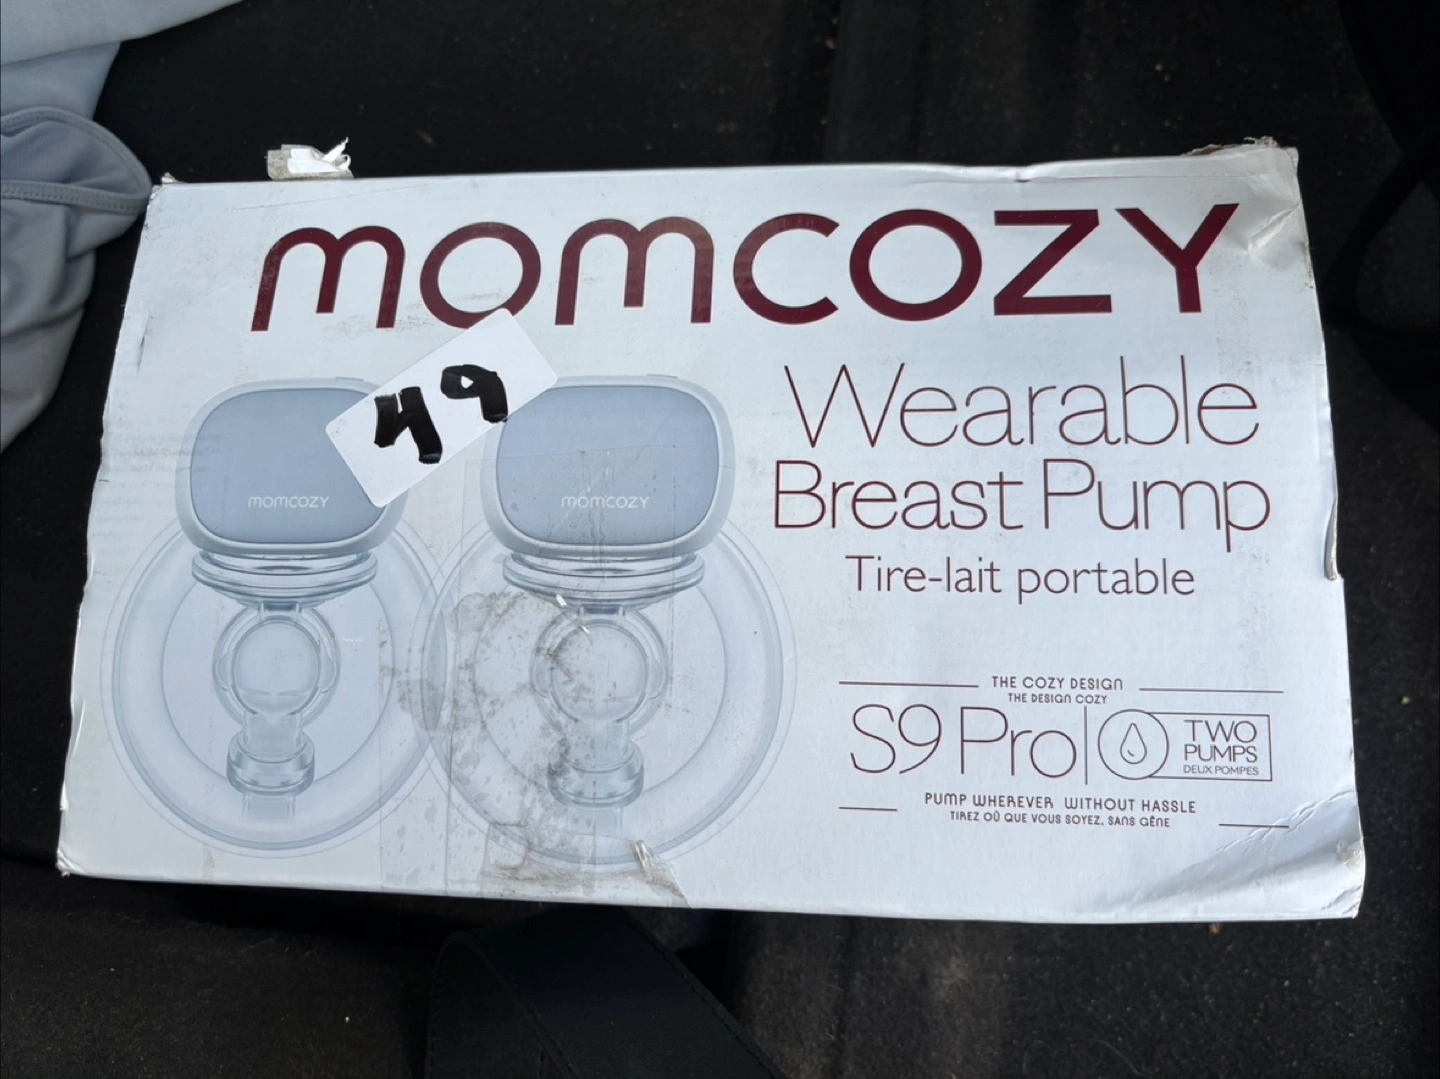 momcozy
49
Wearable
Breast Pump
Tire-lait portable
momcozy
momcozy
THE COZY DESIGN
THE DESIGN COZY
S9 Pro
TWO
PUMPS
DEUX POMPES
PUMP WHEREVER WITHOUT HASSLE
TIREZ OÙ QUE VOUS SOYEZ, SANS GÊNE